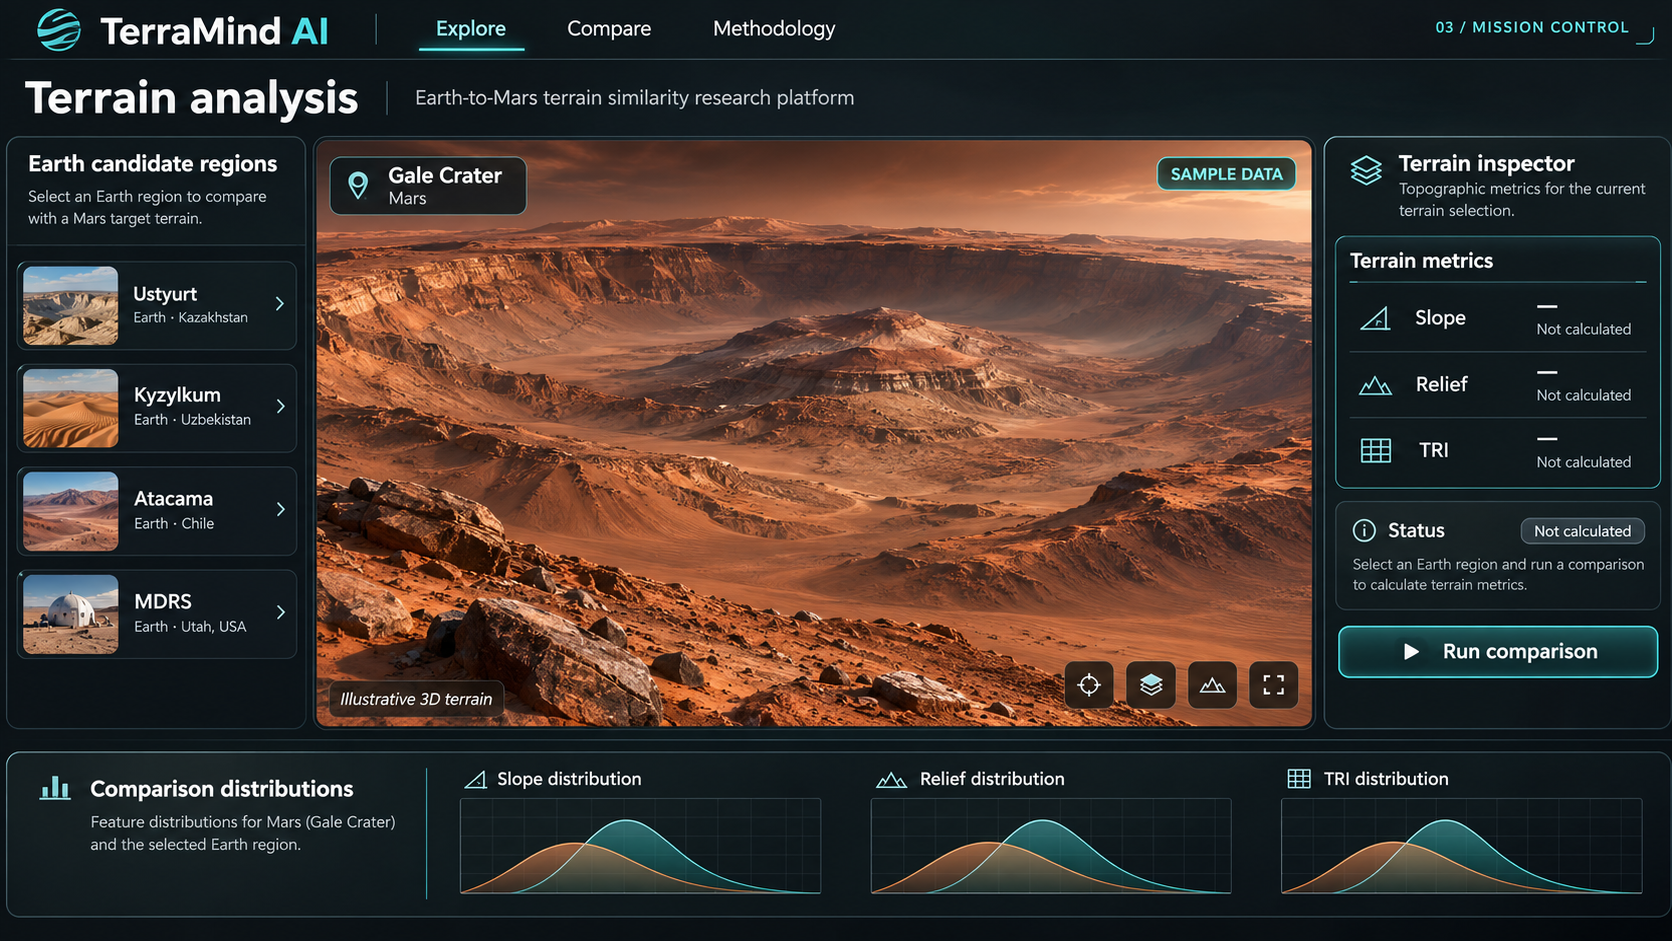 TerraMind AI
Explore
Compare
Methodology
03 / MISSION CONTROL
Terrain analysis
Earth-to-Mars terrain similarity research platform
Earth candidate regions
Select an Earth region to compare
with a Mars target terrain.
Ustyurt
Earth · Kazakhstan
Kyzylkum
Earth · Uzbekistan
Atacama
Earth · Chile
MDRS
Earth · Utah, USA
Gale Crater
Mars
SAMPLE DATA
Illustrative 3D terrain
Terrain inspector
Topographic metrics for the current
terrain selection.
Terrain metrics
Slope
—
Not calculated
Relief
—
Not calculated
TRI
—
Not calculated
Status
Not calculated
Select an Earth region and run a comparison
to calculate terrain metrics.
Run comparison
Comparison distributions
Feature distributions for Mars (Gale Crater)
and the selected Earth region.
Slope distribution
Relief distribution
TRI distribution